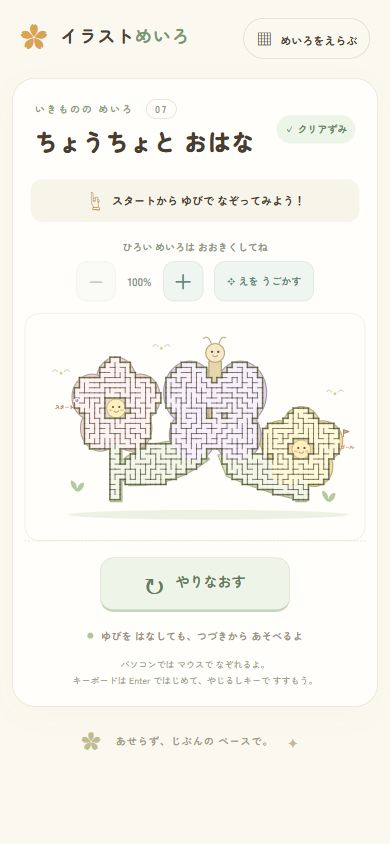 イラストめいろ
めいろをえらぶ
いきものの めいろ 07
ちょうちょと おはな
✓ クリアずみ
スタートから ゆびで なぞってみよう！
ひろい めいろは おおきくしてね
− 100% ＋ えを うごかす
スタート
ゴール
やりなおす
ゆびを はなしても、つづきから あそべるよ
パソコンでは マウスで なぞれるよ。
キーボードは Enter ではじめて、やじるしキーで すすもう。
あせらず、じぶんの ペースで。